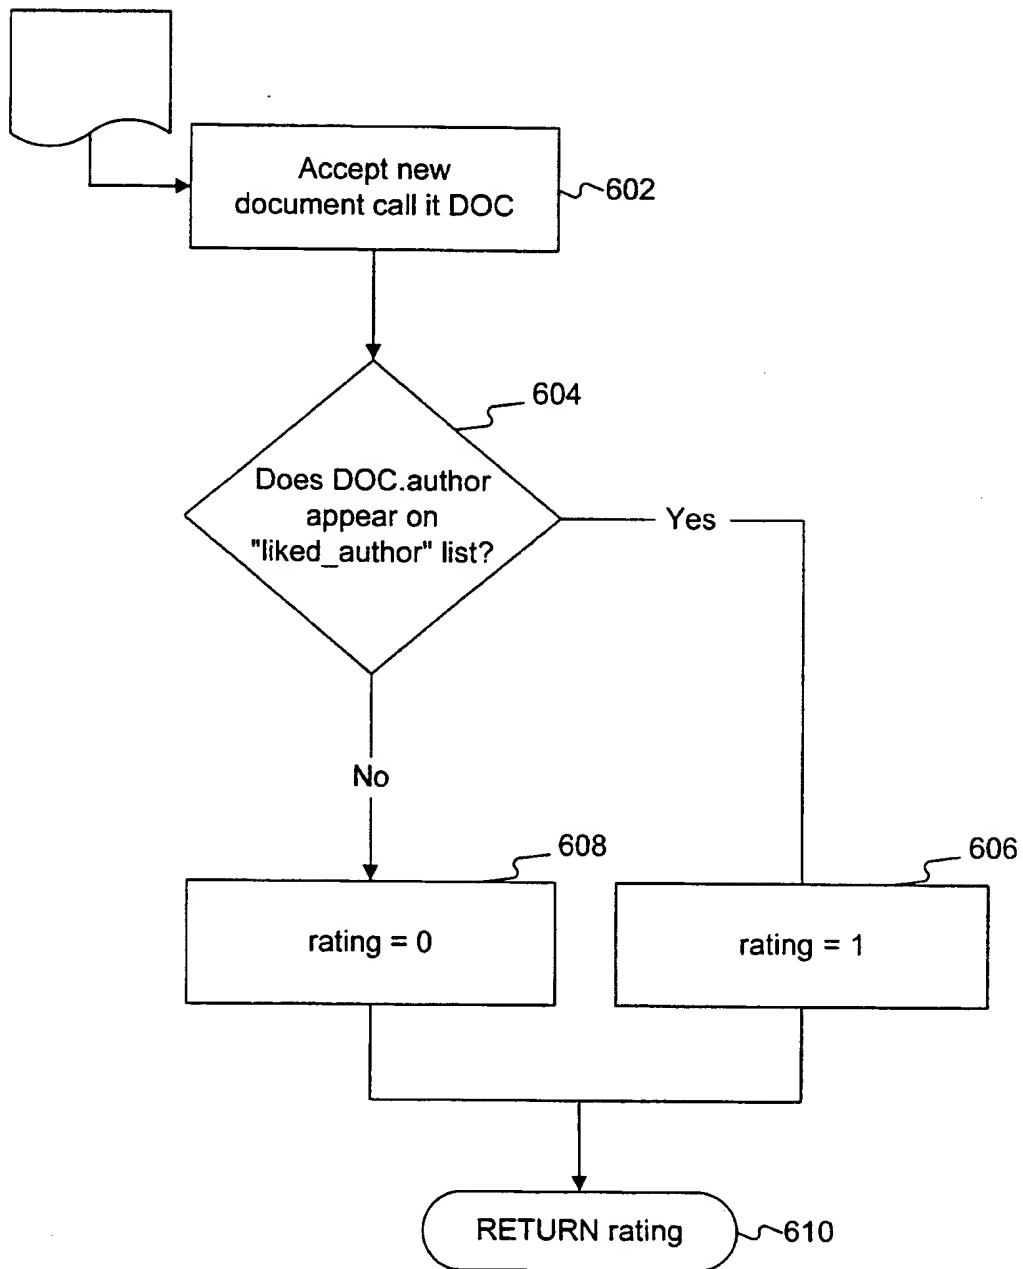 Accept new
document call it DOC
602
604
Does DOC.author
appear on
"liked_author" list?
Yes
No
608
606
rating = 0
rating = 1
RETURN rating
610